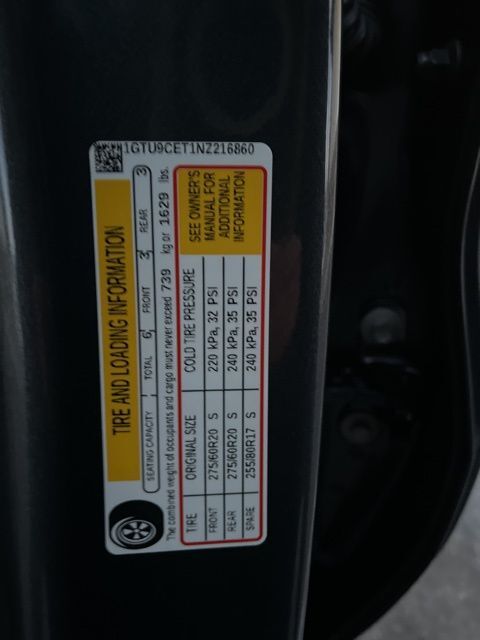 1GTU9CET1NZ216860
TIRE AND LOADING INFORMATION
SEATING CAPACITY TOTAL 6 FRONT 3 REAR 3
The combined weight of occupants and cargo must never exceed 739 kg or 1629 lbs.
TIRE ORIGINAL SIZE COLD TIRE PRESSURE
FRONT 275/60R20 S 220 kPa, 32 PSI
REAR 275/60R20 S 240 kPa, 35 PSI
SPARE 255/80R17 S 240 kPa, 35 PSI
SEE OWNER'S
MANUAL FOR
ADDITIONAL
INFORMATION